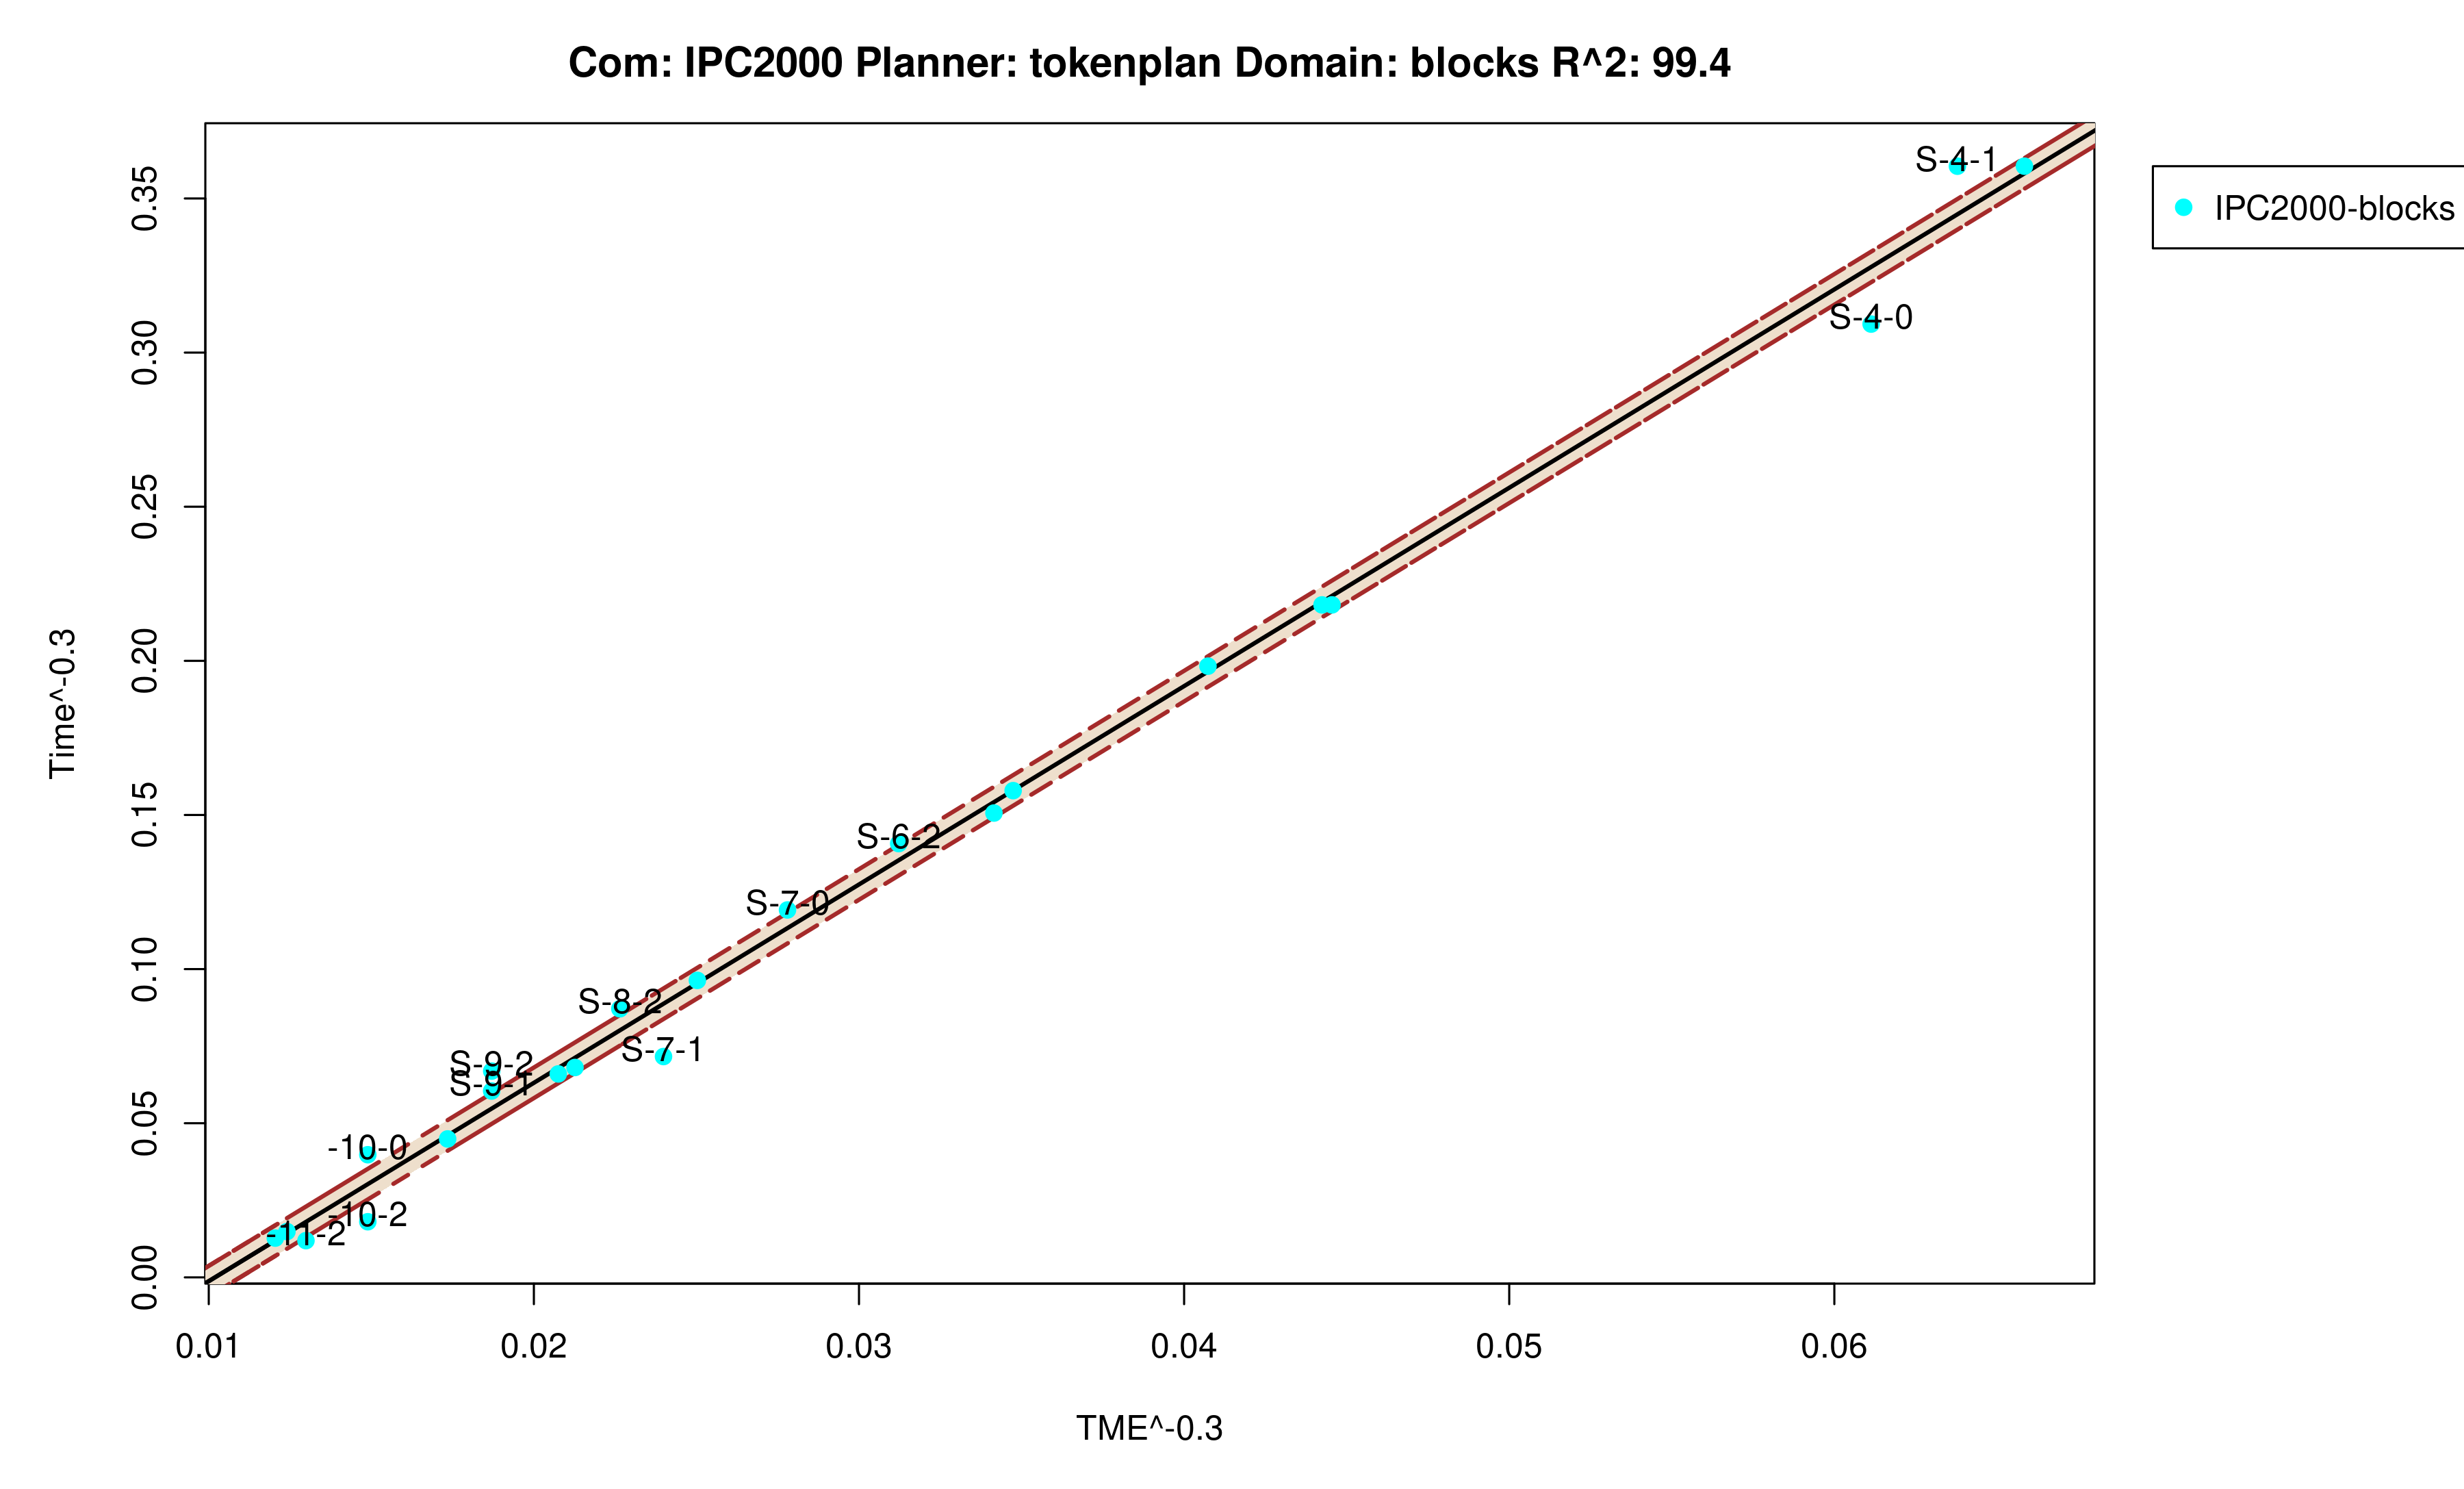 Com: IPC2000 Planner: tokenplan Domain: blocks R^2: 99.4
IPC2000-blocks
Time^-0.3
0.35
0.30
0.25
0.20
0.15
0.10
0.05
0.00
S-4-1
S-4-0
S-6-2
S-7-0
S-8-2
S-7-1
S-9-2
S-9-1
-10-0
-10-2
-11-2
0.01 0.02 0.03 0.04 0.05 0.06
TME^-0.3